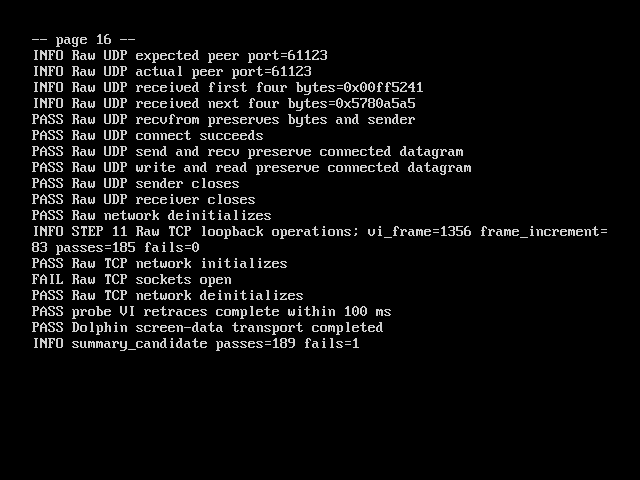 -- page 16 --
INFO Raw UDP expected peer port=61123
INFO Raw UDP actual peer port=61123
INFO Raw UDP received first four bytes=0x00ff5241
INFO Raw UDP received next four bytes=0x5780a5a5
PASS Raw UDP recvfrom preserves bytes and sender
PASS Raw UDP connect succeeds
PASS Raw UDP send and recv preserve connected datagram
PASS Raw UDP write and read preserve connected datagram
PASS Raw UDP sender closes
PASS Raw UDP receiver closes
PASS Raw network deinitializes
INFO STEP 11 Raw TCP loopback operations; vi_frame=1356 frame_increment=
83 passes=185 fails=0
PASS Raw TCP network initializes
FAIL Raw TCP sockets open
PASS Raw TCP network deinitializes
PASS probe VI retraces complete within 100 ms
PASS Dolphin screen-data transport completed
INFO summary_candidate passes=189 fails=1